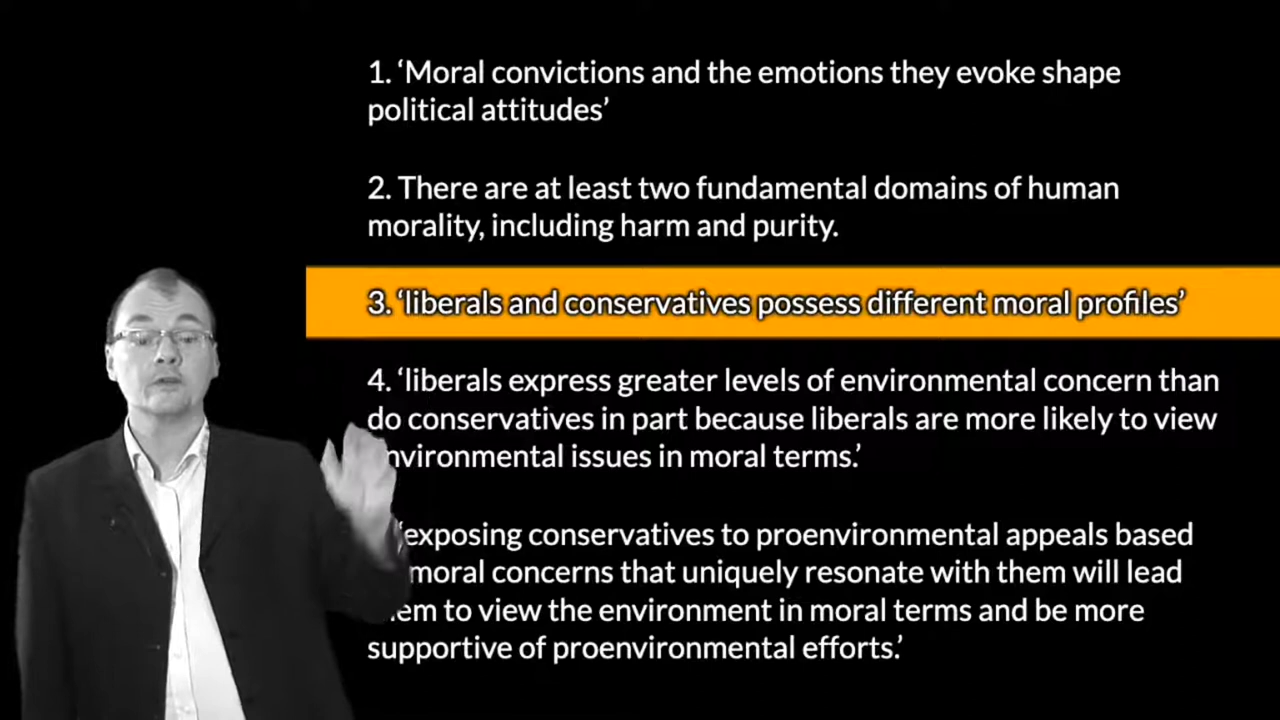 1. ‘Moral convictions and the emotions they evoke shape
political attitudes’
2. There are at least two fundamental domains of human
morality, including harm and purity.
3. ‘liberals and conservatives possess different moral profiles’
4. ‘liberals express greater levels of environmental concern than
do conservatives in part because liberals are more likely to view
environmental issues in moral terms.’
‘exposing conservatives to proenvironmental appeals based
moral concerns that uniquely resonate with them will lead
them to view the environment in moral terms and be more
supportive of proenvironmental efforts.’